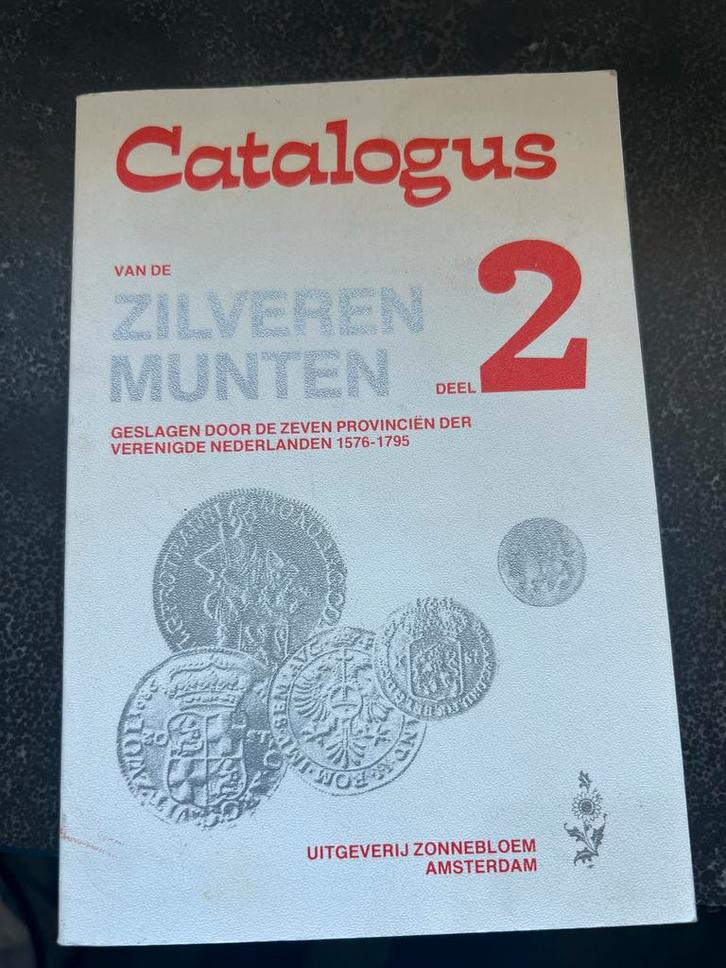 Catalogus
VAN DE
ZILVEREN
MUNTEN
DEEL 2
GESLAGEN DOOR DE ZEVEN PROVINCIËN DER
VERENIGDE NEDERLANDEN 1576-1795
UITGEVERIJ ZONNEBLOEM
AMSTERDAM